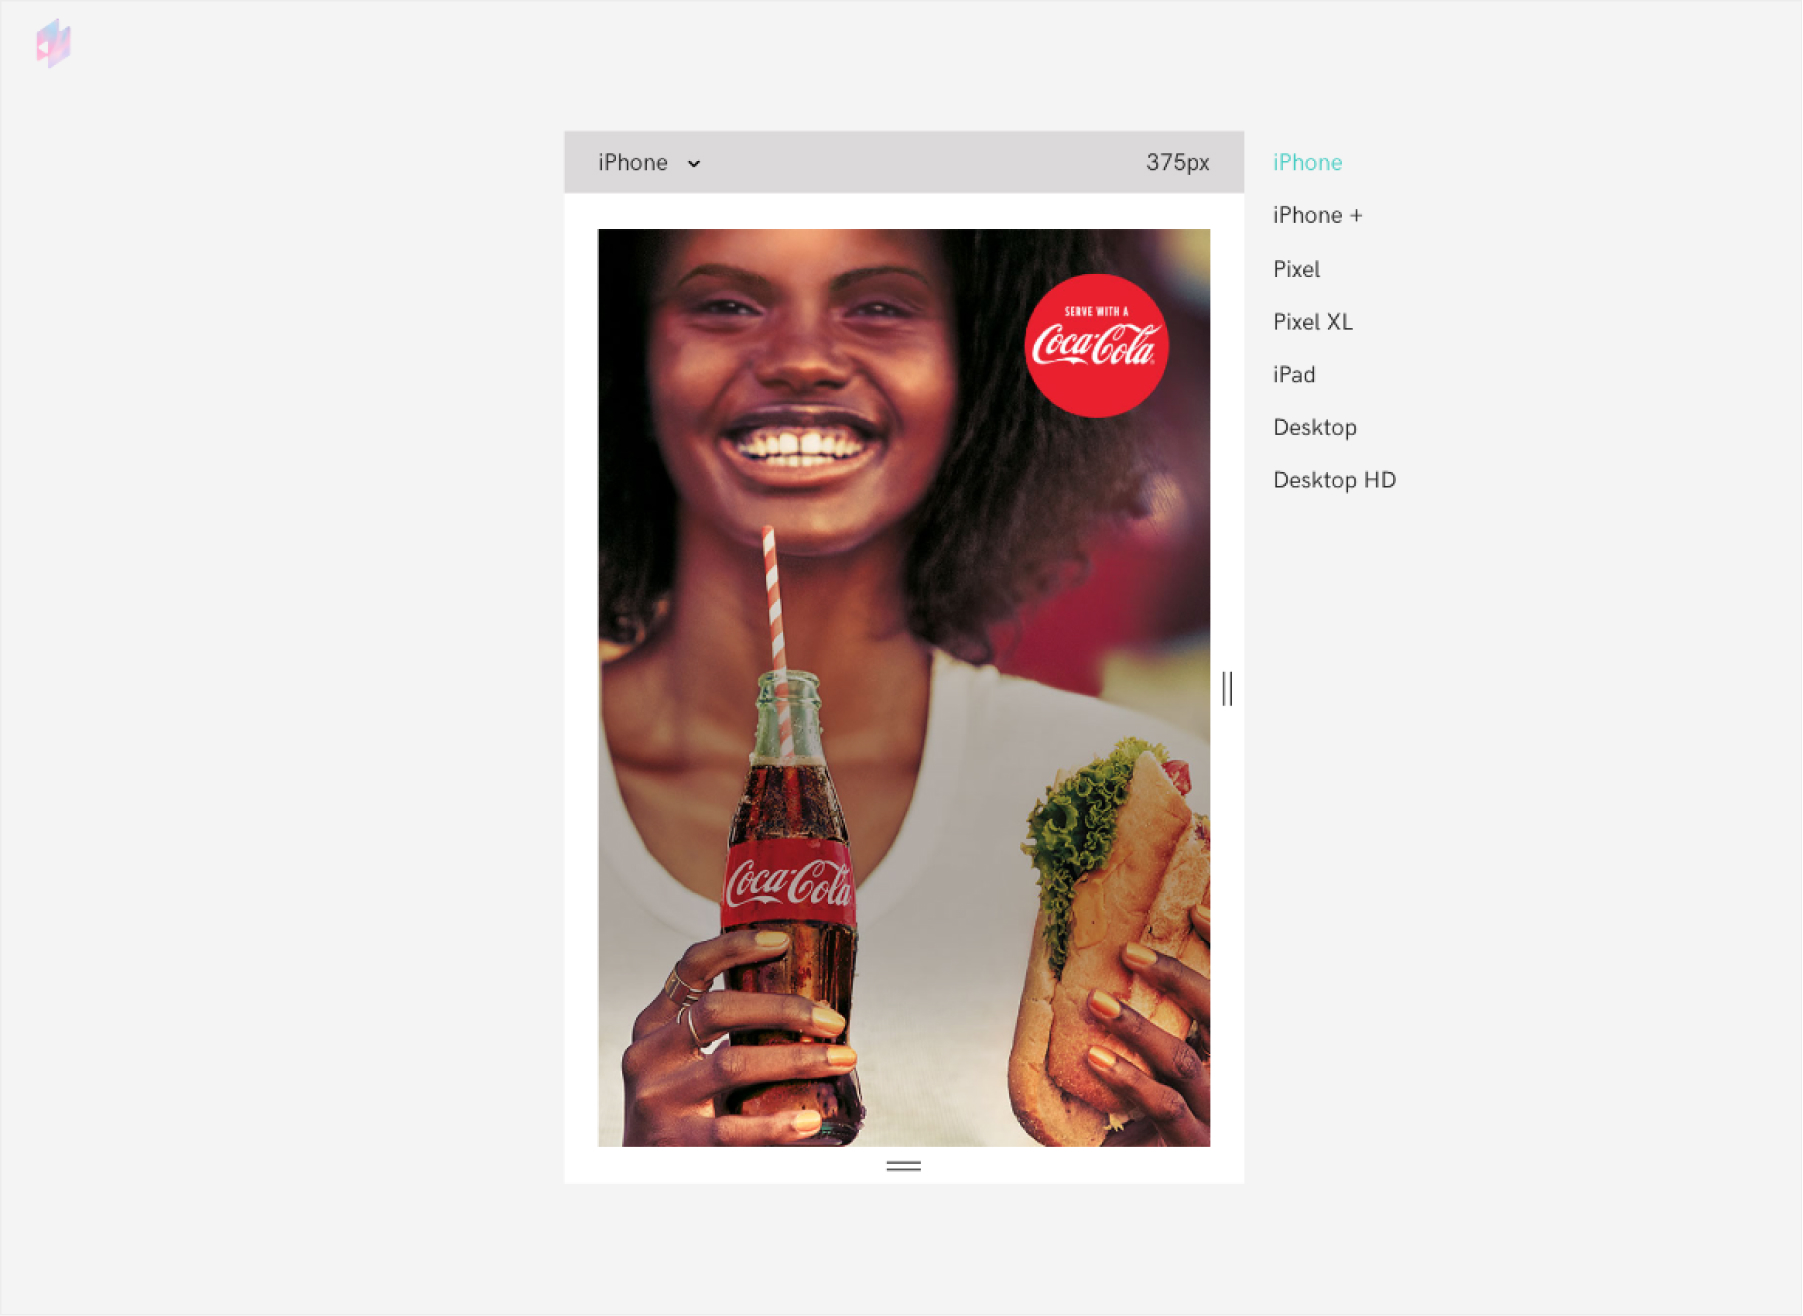 iPhone
375px
iPhone
iPhone +
Pixel
Pixel XL
iPad
Desktop
Desktop HD
SERVE WITH A
Coca-Cola
Coca-Cola